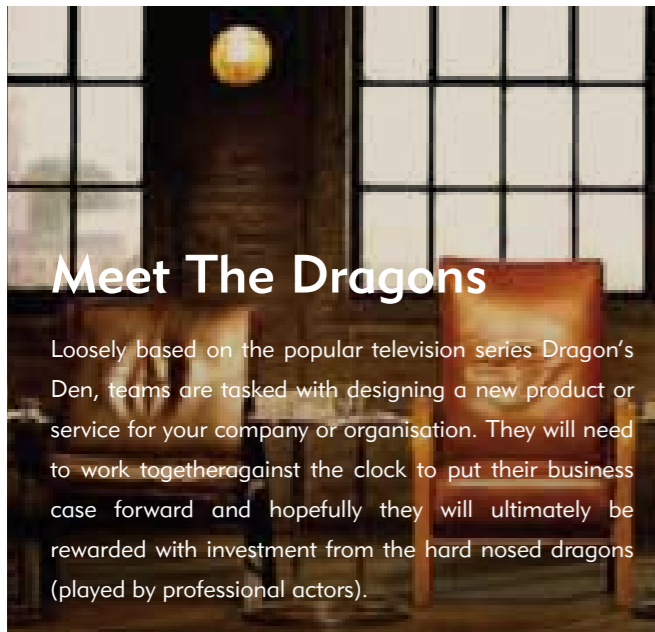 Meet The Dragons
Loosely based on the popular television series Dragon's
Den, teams are tasked with designing a new product or
service for your company or organisation. They will need
to work togetheragainst the clock to put their business
case forward and hopefully they will ultimately be
rewarded with investment from the hard nosed dragons
(played by professional actors).